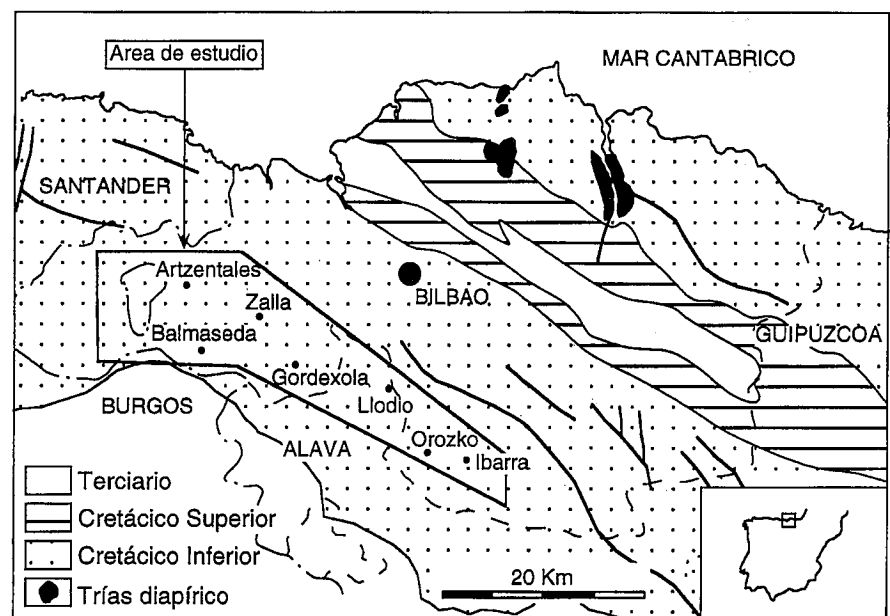 Area de estudio
MAR CANTABRICO
SANTANDER
Artzentales
Zalla
BILBAO
Balmaseda
GUIPUZCOA
Gordexola
Llodio
BURGOS
ALAVA
Orozko
Ibarra
Terciario
Cretácico Superior
Cretácico Inferior
Trías diapírico
20 Km